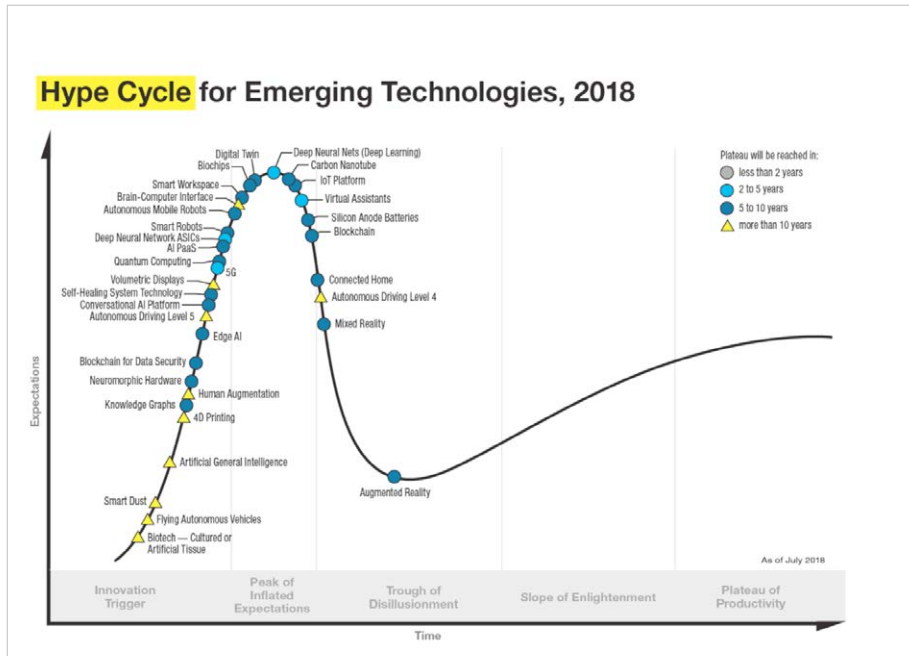 Hype Cycle for Emerging Technologies, 2018
Plateau will be reached in:
less than 2 years
2 to 5 years
5 to 10 years
more than 10 years
Expectations
Digital Twin
Biochips
Smart Workspace
Brain-Computer Interface
Autonomous Mobile Robots
Smart Robots
Deep Neural Network ASICs
AI PaaS
Quantum Computing
5G
Volumetric Displays
Self-Healing System Technology
Conversational AI Platform
Autonomous Driving Level 5
Edge AI
Blockchain for Data Security
Neuromorphic Hardware
Human Augmentation
Knowledge Graphs
4D Printing
Artificial General Intelligence
Smart Dust
Flying Autonomous Vehicles
Biotech — Cultured or
Artificial Tissue
Deep Neural Nets (Deep Learning)
Carbon Nanotube
IoT Platform
Virtual Assistants
Silicon Anode Batteries
Blockchain
Connected Home
Autonomous Driving Level 4
Mixed Reality
Augmented Reality
As of July 2018
Innovation
Trigger
Peak of
Inflated
Expectations
Trough of
Disillusionment
Slope of Enlightenment
Plateau of
Productivity
Time